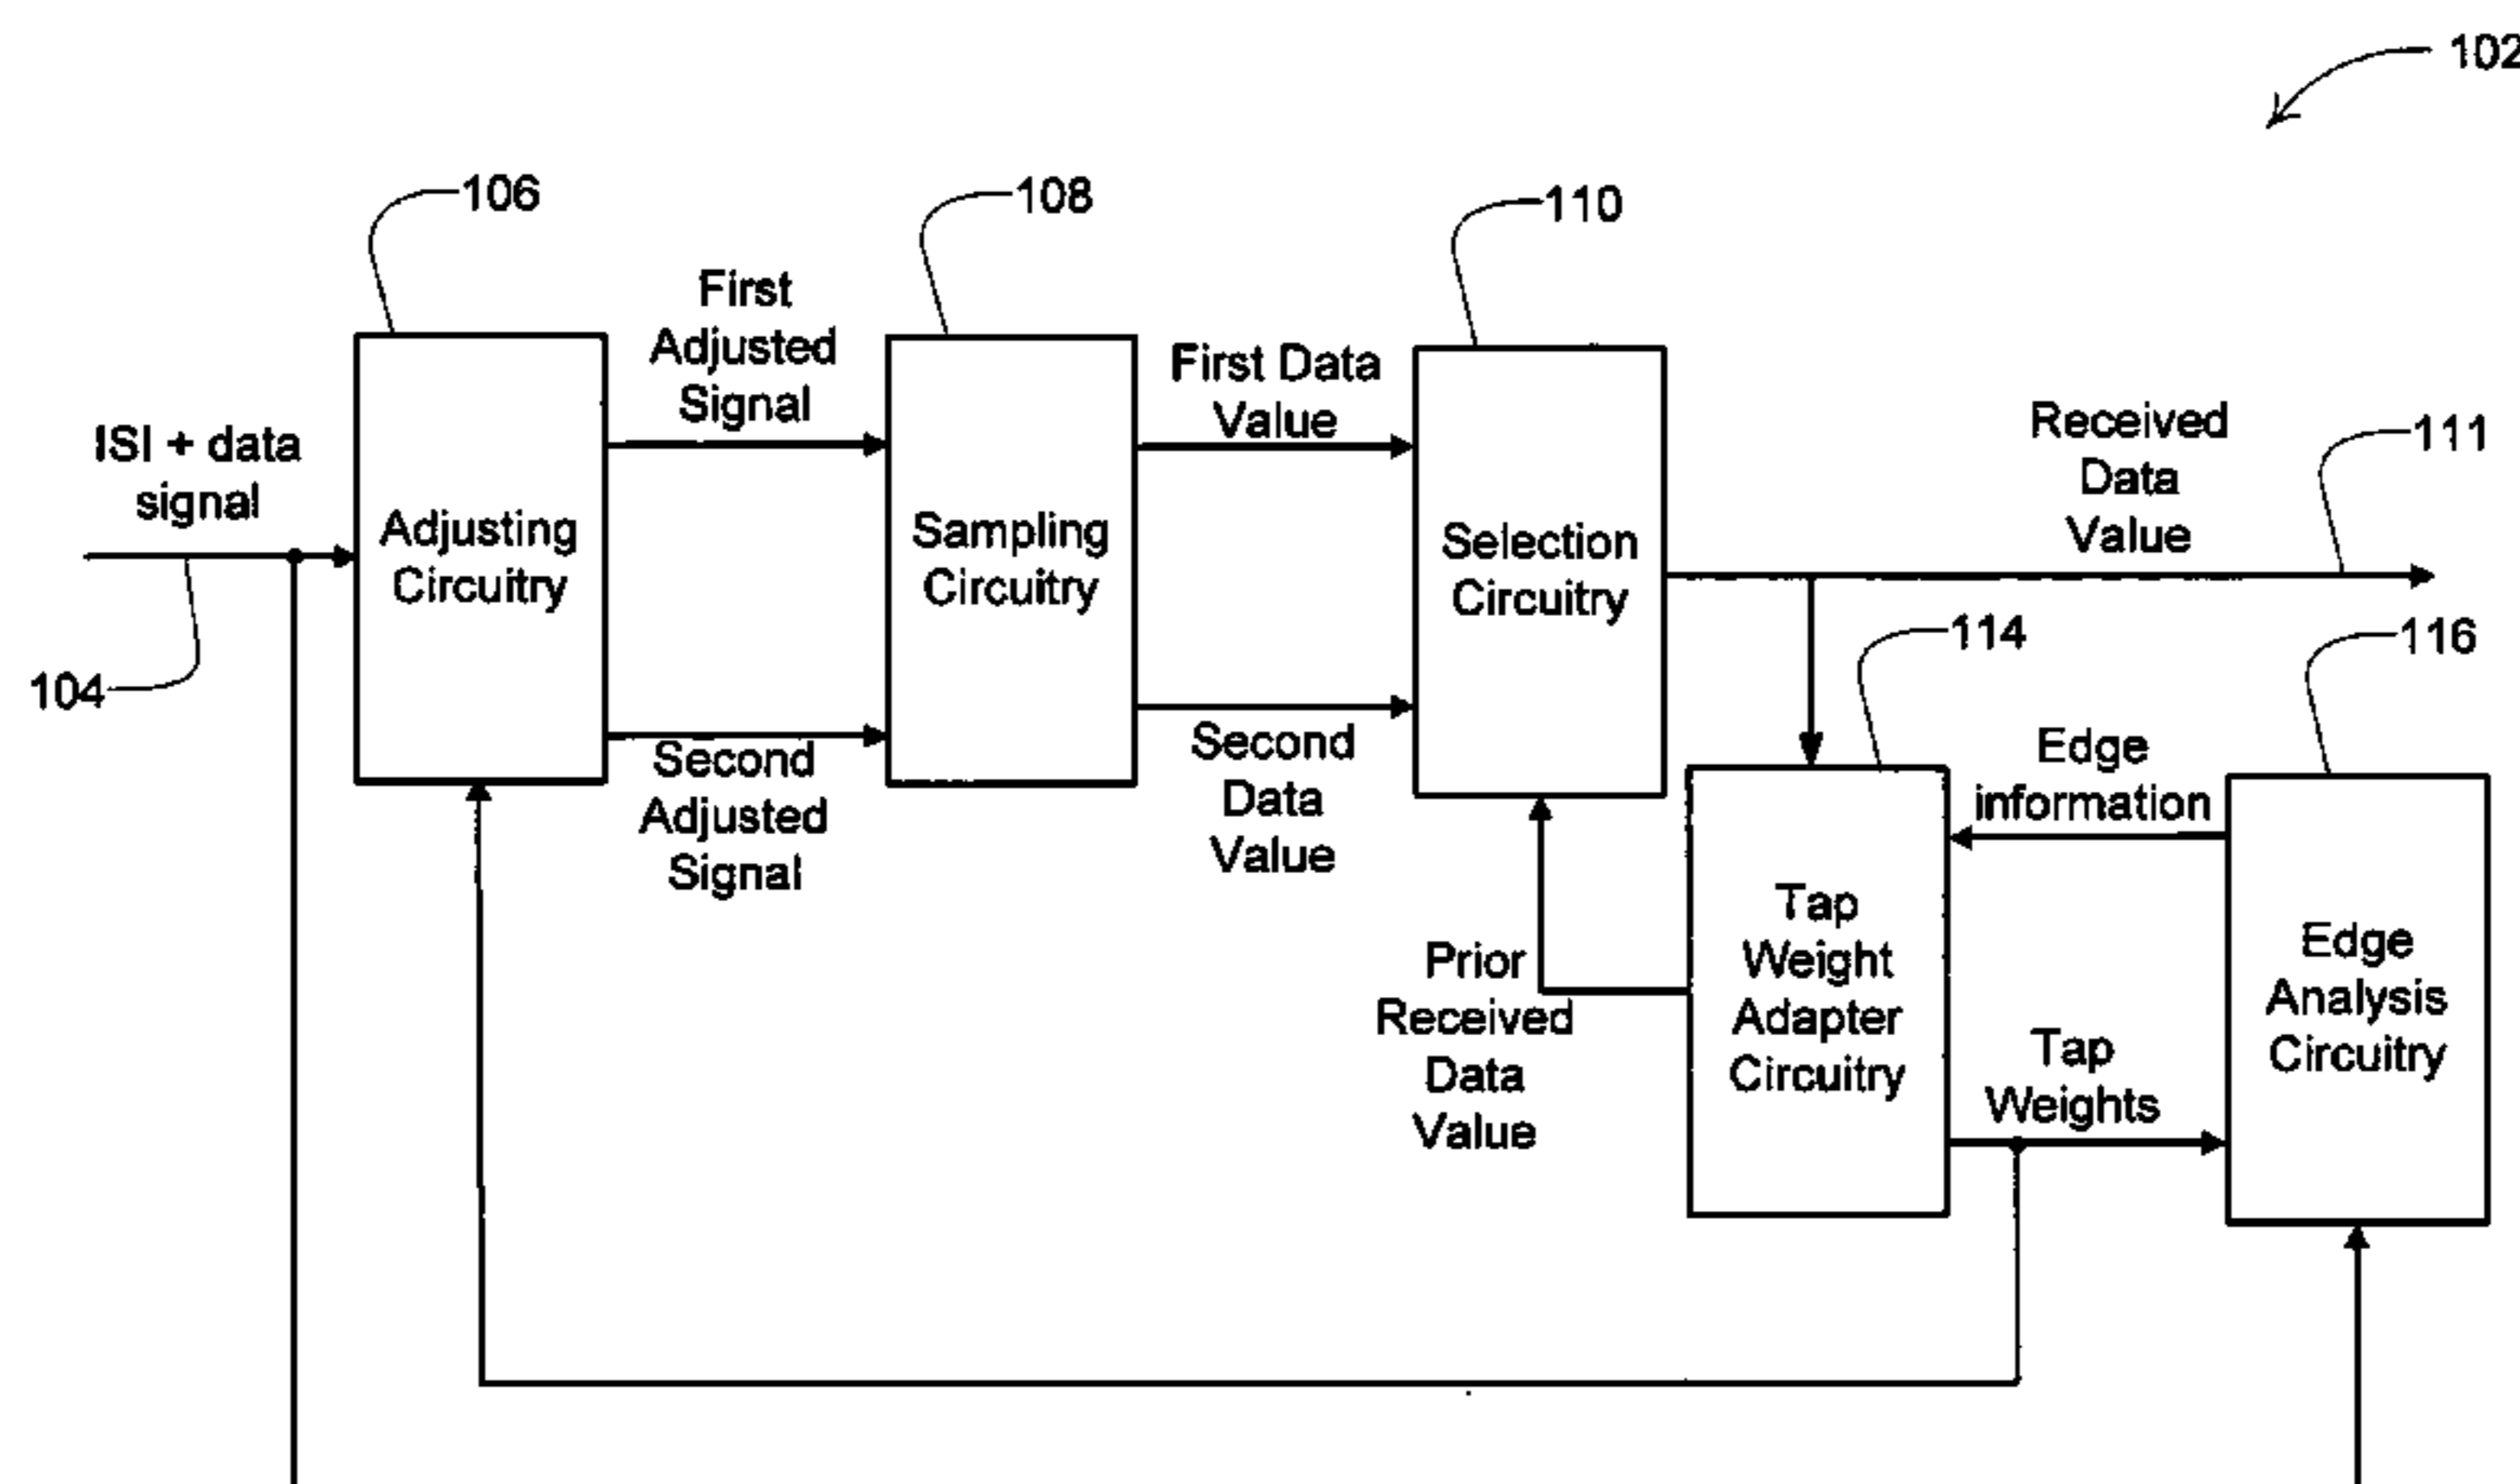 102
106
108
110
First
Adjusted
Signal
First Data
Value
Received
Data
Value
111
ISI + data
signal
Adjusting
Circuitry
Sampling
Circuitry
Selection
Circuitry
104
114
116
Second
Adjusted
Signal
Second
Data
Value
Edge
information
Prior
Received
Data
Value
Tap
Weight
Adapter
Circuitry
Tap
Weights
Edge
Analysis
Circuitry